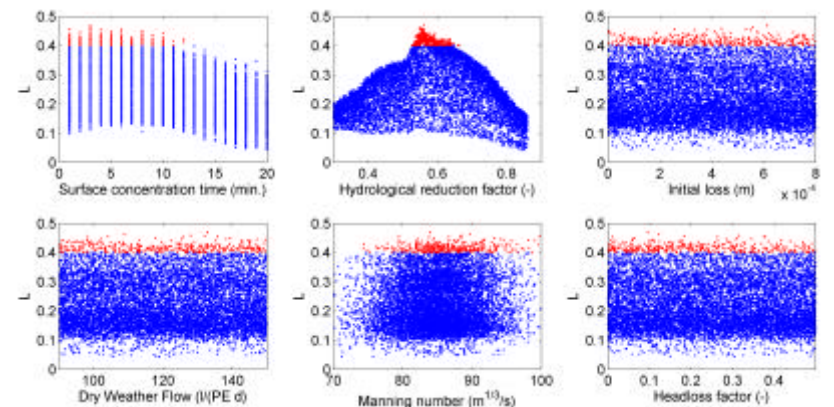 0.5
0.4
0.3
0.2
0.1
0
L
0 5 10 15 20
Surface concentration time (min.)
0.5
0.4
0.3
0.2
0.1
0
L
0.4 0.6 0.8
Hydrological reduction factor (-)
0.5
0.4
0.3
0.2
0.1
0
L
0 2 4 6 8
Initial loss (m)
0.5
0.4
0.3
0.2
0.1
0
L
100 120 140
Dry Weather Flow (l/(PE d)
0.5
0.4
0.3
0.2
0.1
0
L
70 80 90 100
Manning number (m^1/3/s)
0.5
0.4
0.3
0.2
0.1
0
L
0 0.1 0.2 0.3 0.4
Headloss factor (-)